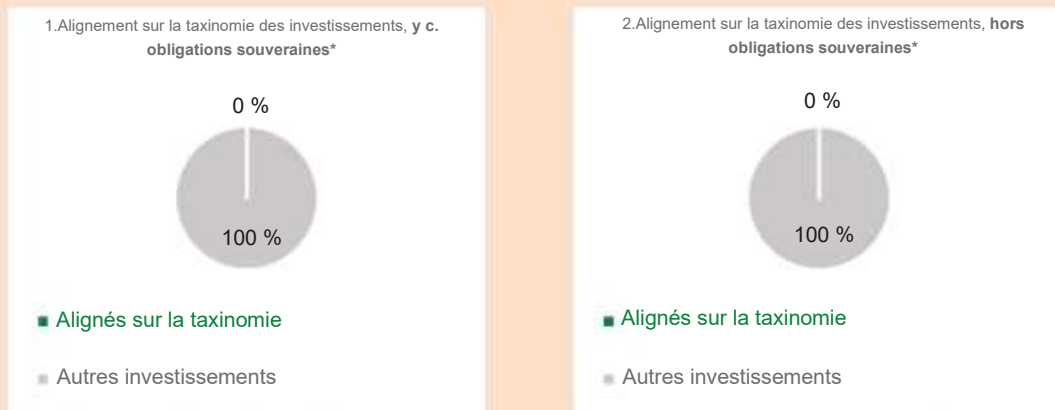 1.Alignement sur la taxinomie des investissements, y c.
obligations souveraines*
0 %
100 %
Alignés sur la taxinomie
Autres investissements
2.Alignement sur la taxinomie des investissements, hors
obligations souveraines*
0 %
100 %
Alignés sur la taxinomie
Autres investissements